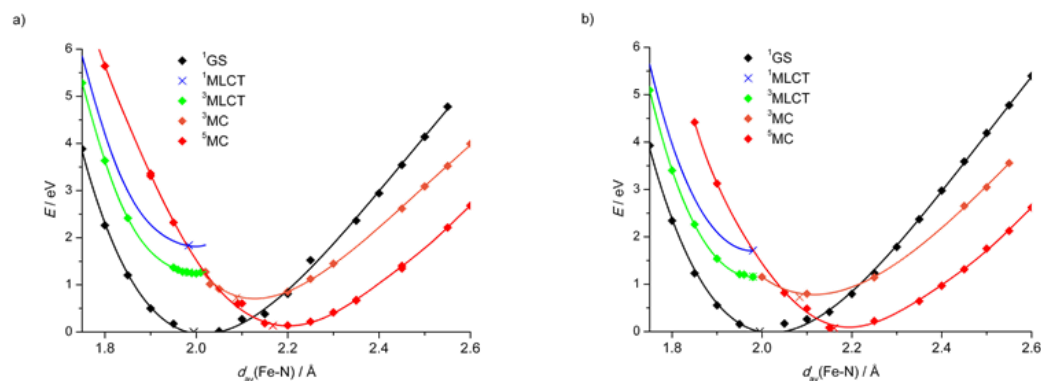 a)
6
5
4
3
2
1
0
E / eV
¹GS
¹MLCT
³MLCT
³MC
⁵MC
1.8 2.0 2.2 2.4 2.6
dav(Fe-N) / Å
b)
6
5
4
3
2
1
0
E / eV
¹GS
¹MLCT
³MLCT
³MC
⁵MC
1.8 2.0 2.2 2.4 2.6
dav(Fe-N) / Å